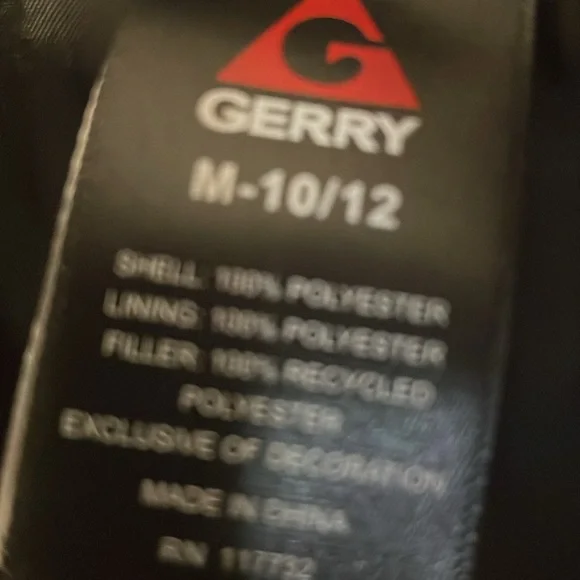 G
GERRY
M-10/12
SHELL: 100% POLYESTER
LINING: 100% POLYESTER
FILLER: 100% RECYCLED
POLYESTER
EXCLUSIVE OF DECORATION
MADE IN CHINA
RN 117752